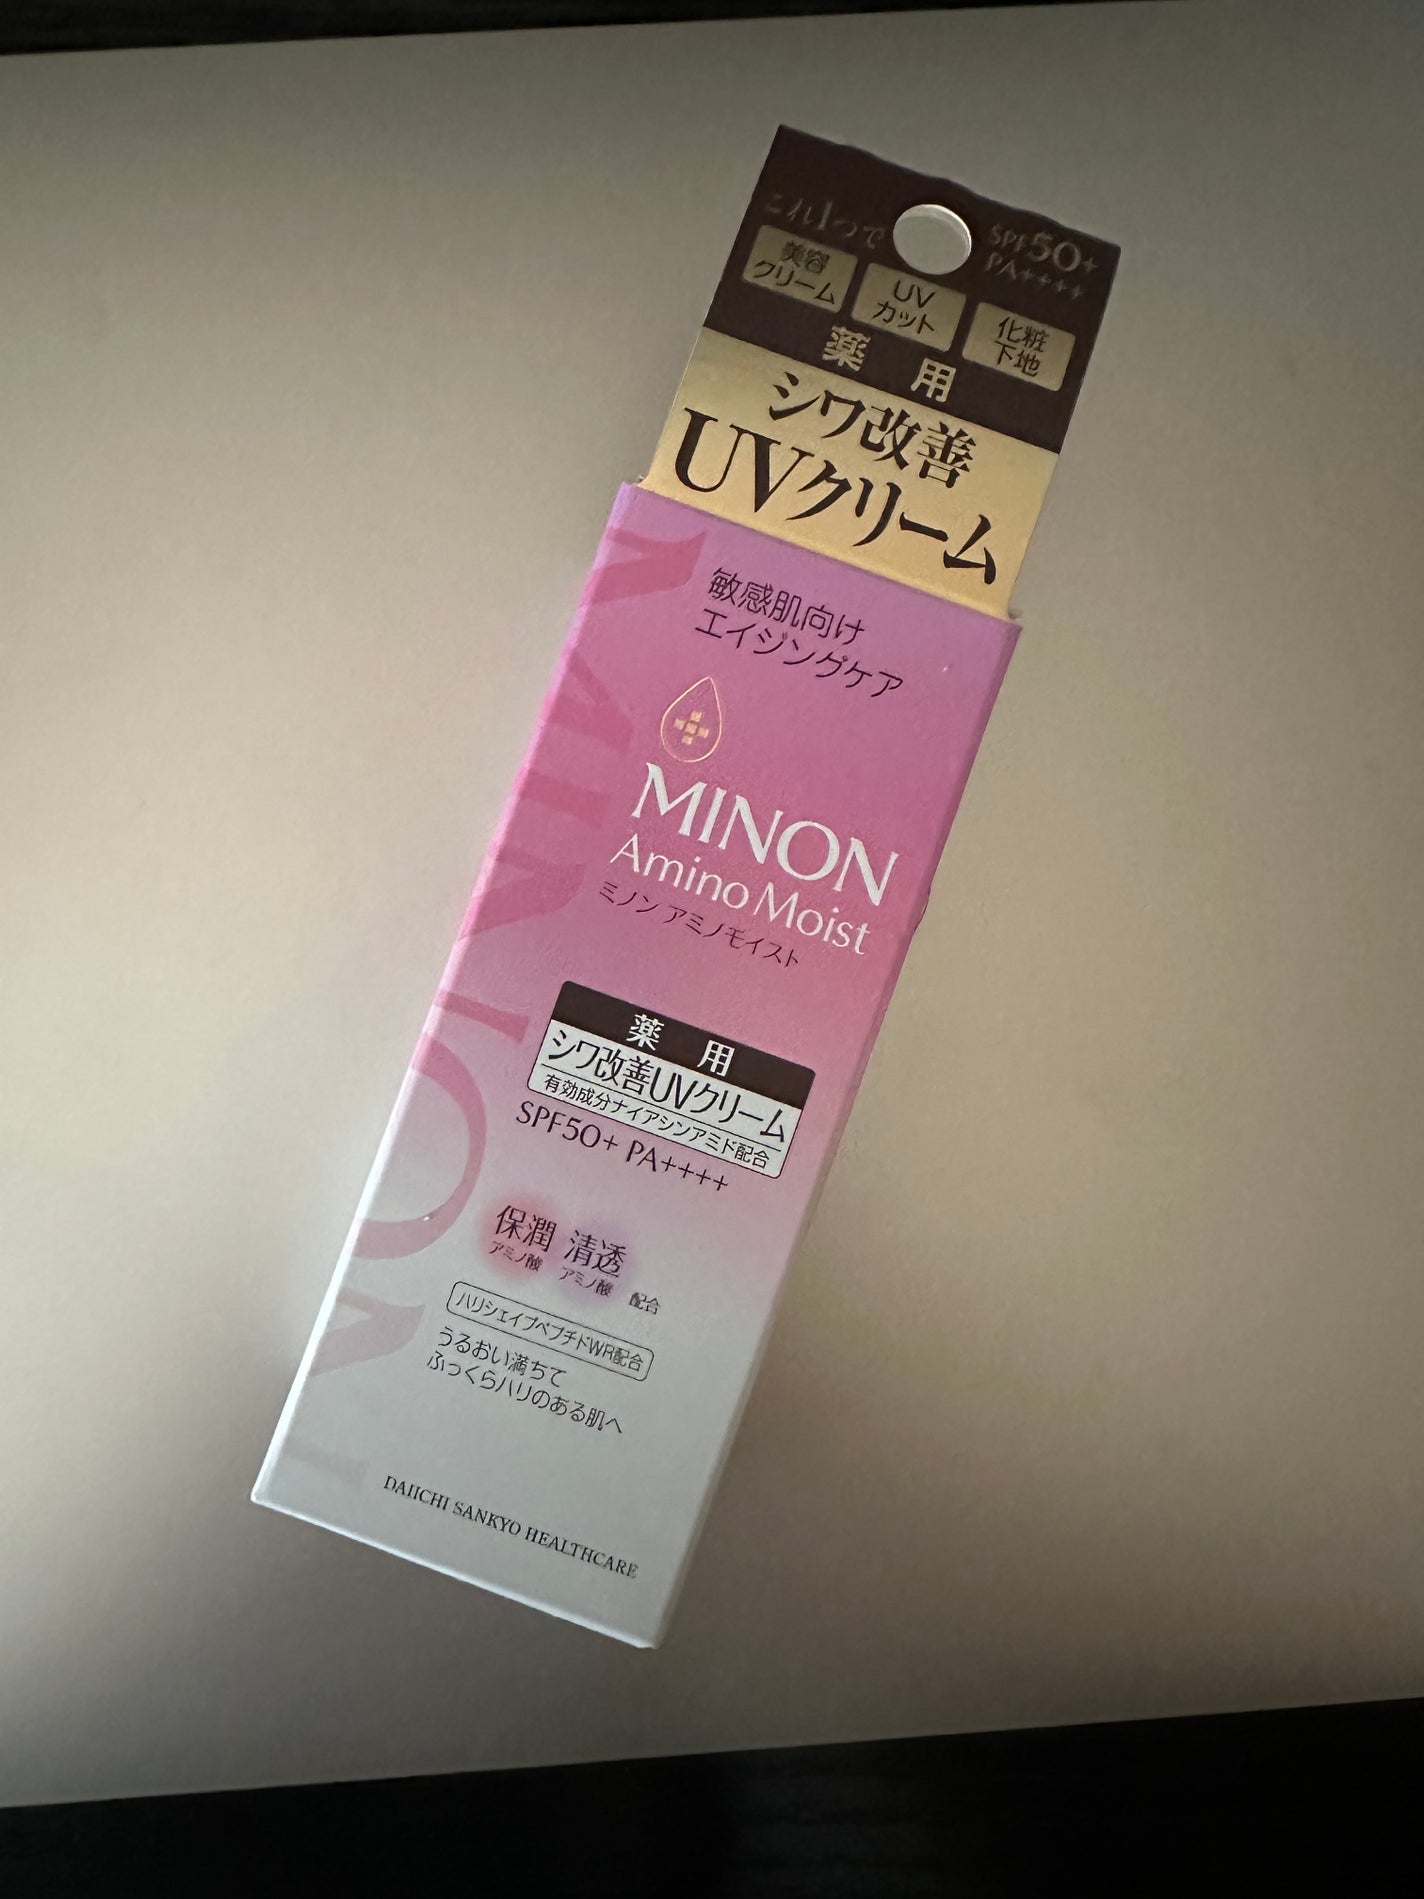 これ1つで
SPF50+
PA++++
美容
クリーム
UV
カット
化粧
下地
薬用
シワ改善
UVクリーム
敏感肌向け
エイジングケア
MINON
Amino Moist
ミノン アミノモイスト
薬用
シワ改善UVクリーム
有効成分ナイアシンアミド配合
SPF50+ PA++++
保潤 清透
アミノ酸 アミノ酸 配合
ハリシェイプペプチドWR配合
うるおい満ちて
ふっくらハリのある肌へ
DAIICHI SANKYO HEALTHCARE
MINON